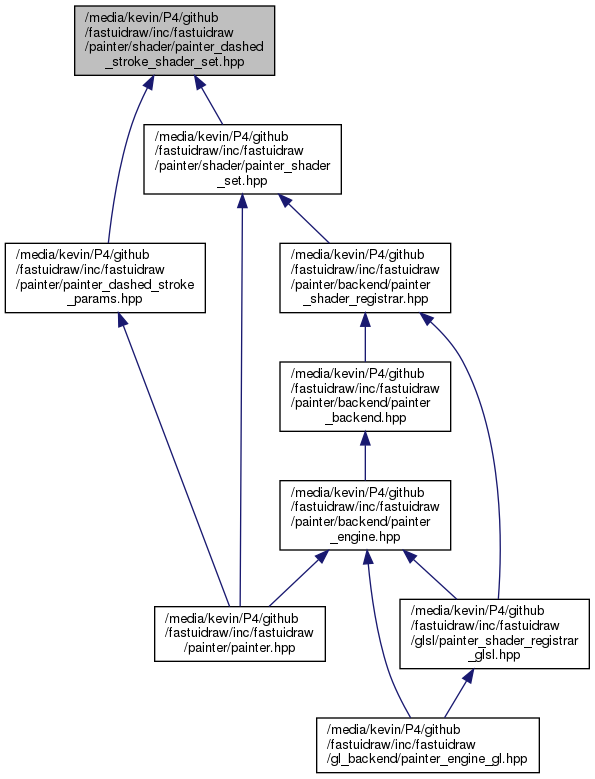 /media/kevin/P4/github
/fastuidraw/inc/fastuidraw
/painter/shader/painter_dashed
_stroke_shader_set.hpp
/media/kevin/P4/github
/fastuidraw/inc/fastuidraw
/painter/shader/painter_shader
_set.hpp
/media/kevin/P4/github
/fastuidraw/inc/fastuidraw
/painter/painter_dashed_stroke
_params.hpp
/media/kevin/P4/github
/fastuidraw/inc/fastuidraw
/painter/backend/painter
_shader_registrar.hpp
/media/kevin/P4/github
/fastuidraw/inc/fastuidraw
/painter/backend/painter
_backend.hpp
/media/kevin/P4/github
/fastuidraw/inc/fastuidraw
/painter/backend/painter
_engine.hpp
/media/kevin/P4/github
/fastuidraw/inc/fastuidraw
/painter/painter.hpp
/media/kevin/P4/github
/fastuidraw/inc/fastuidraw
/glsl/painter_shader_registrar
_glsl.hpp
/media/kevin/P4/github
/fastuidraw/inc/fastuidraw
/gl_backend/painter_engine_gl.hpp